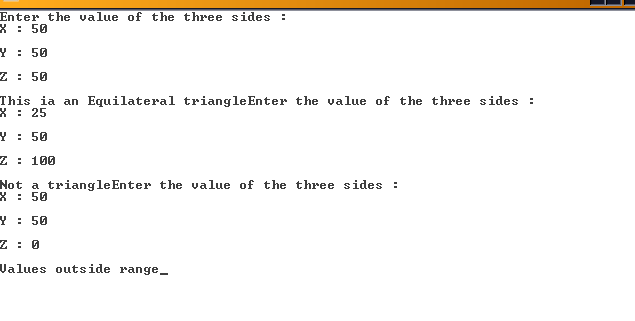 Enter the value of the three sides :
X : 50
Y : 50
Z : 50
This ia an Equilateral triangleEnter the value of the three sides :
X : 25
Y : 50
Z : 100
Not a triangleEnter the value of the three sides :
X : 50
Y : 50
Z : 0
Values outside range_